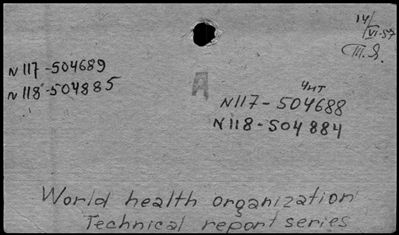 14/VI-57
Т.Я.
N117-504689
N118-504885
A
Чит
N117-504688
N118-504884
World health organization
Technical report series